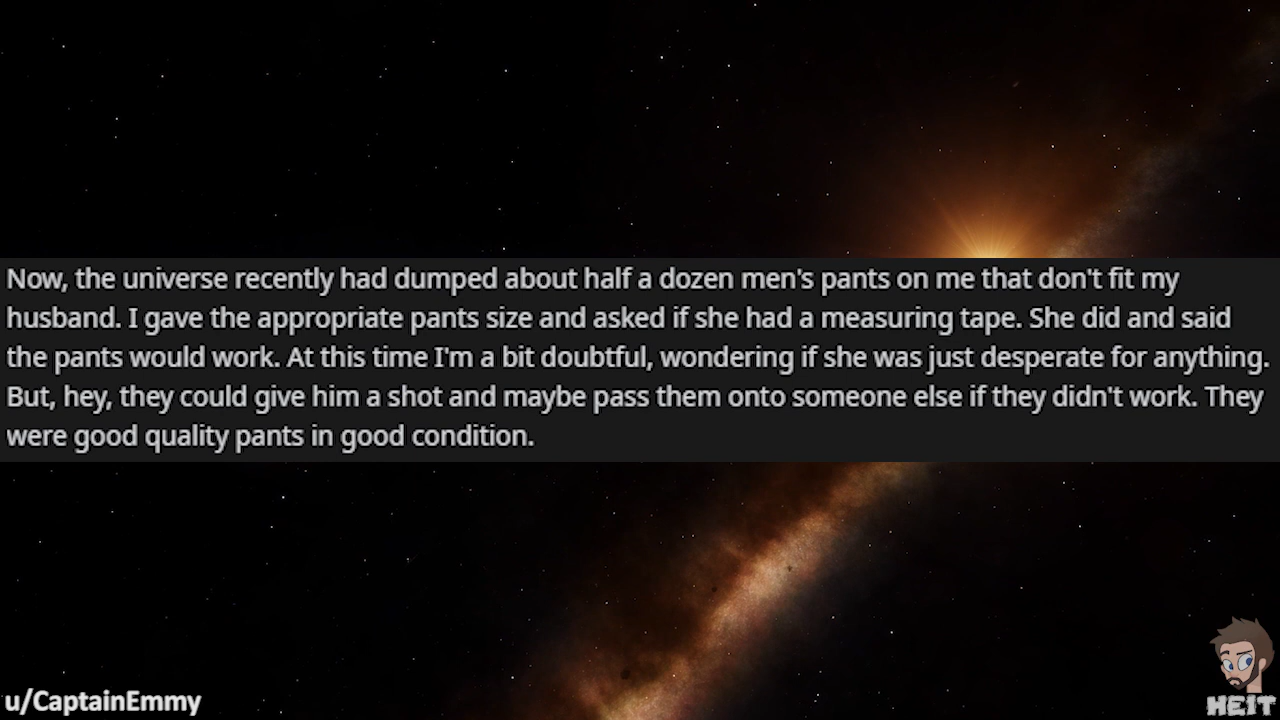 Now, the universe recently had dumped about half a dozen men's pants on me that don't fit my
husband. I gave the appropriate pants size and asked if she had a measuring tape. She did and said
the pants would work. At this time I'm a bit doubtful, wondering if she was just desperate for anything.
But, hey, they could give him a shot and maybe pass them onto someone else if they didn't work. They
were good quality pants in good condition.
u/CaptainEmmy
HEIT